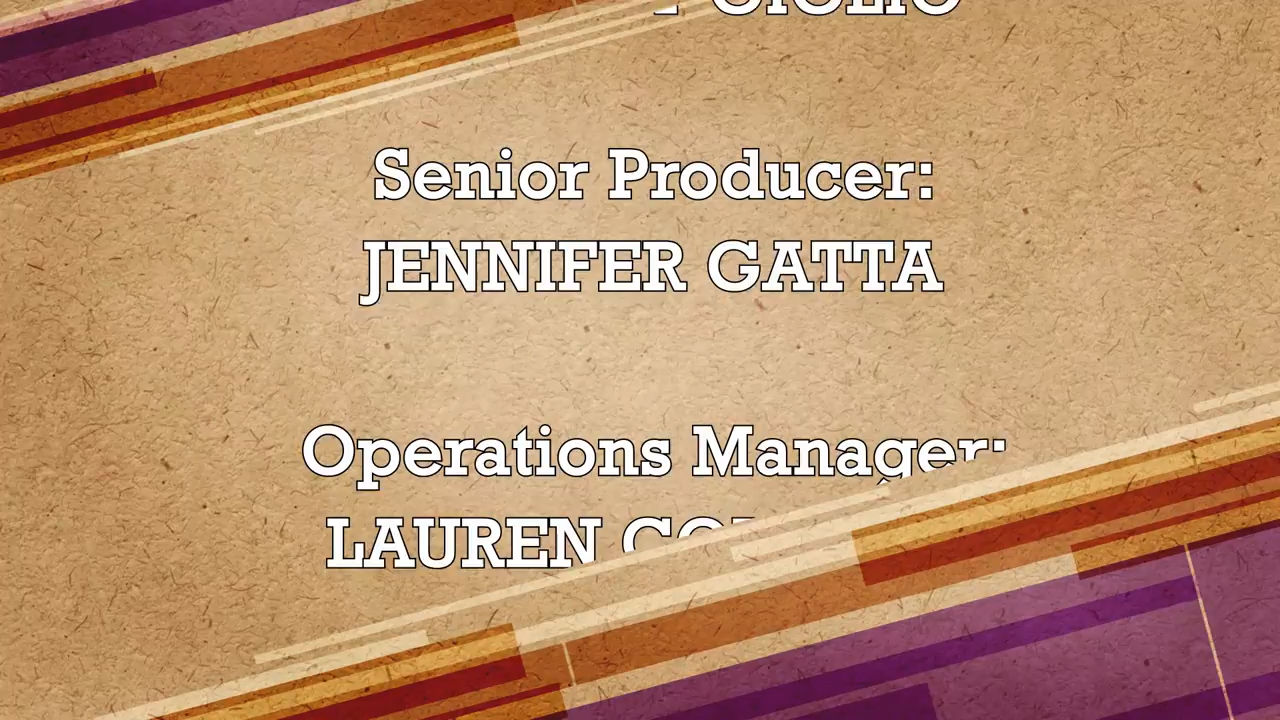 Senior Producer:
JENNIFER GATTA
Operations Manager:
LAUREN